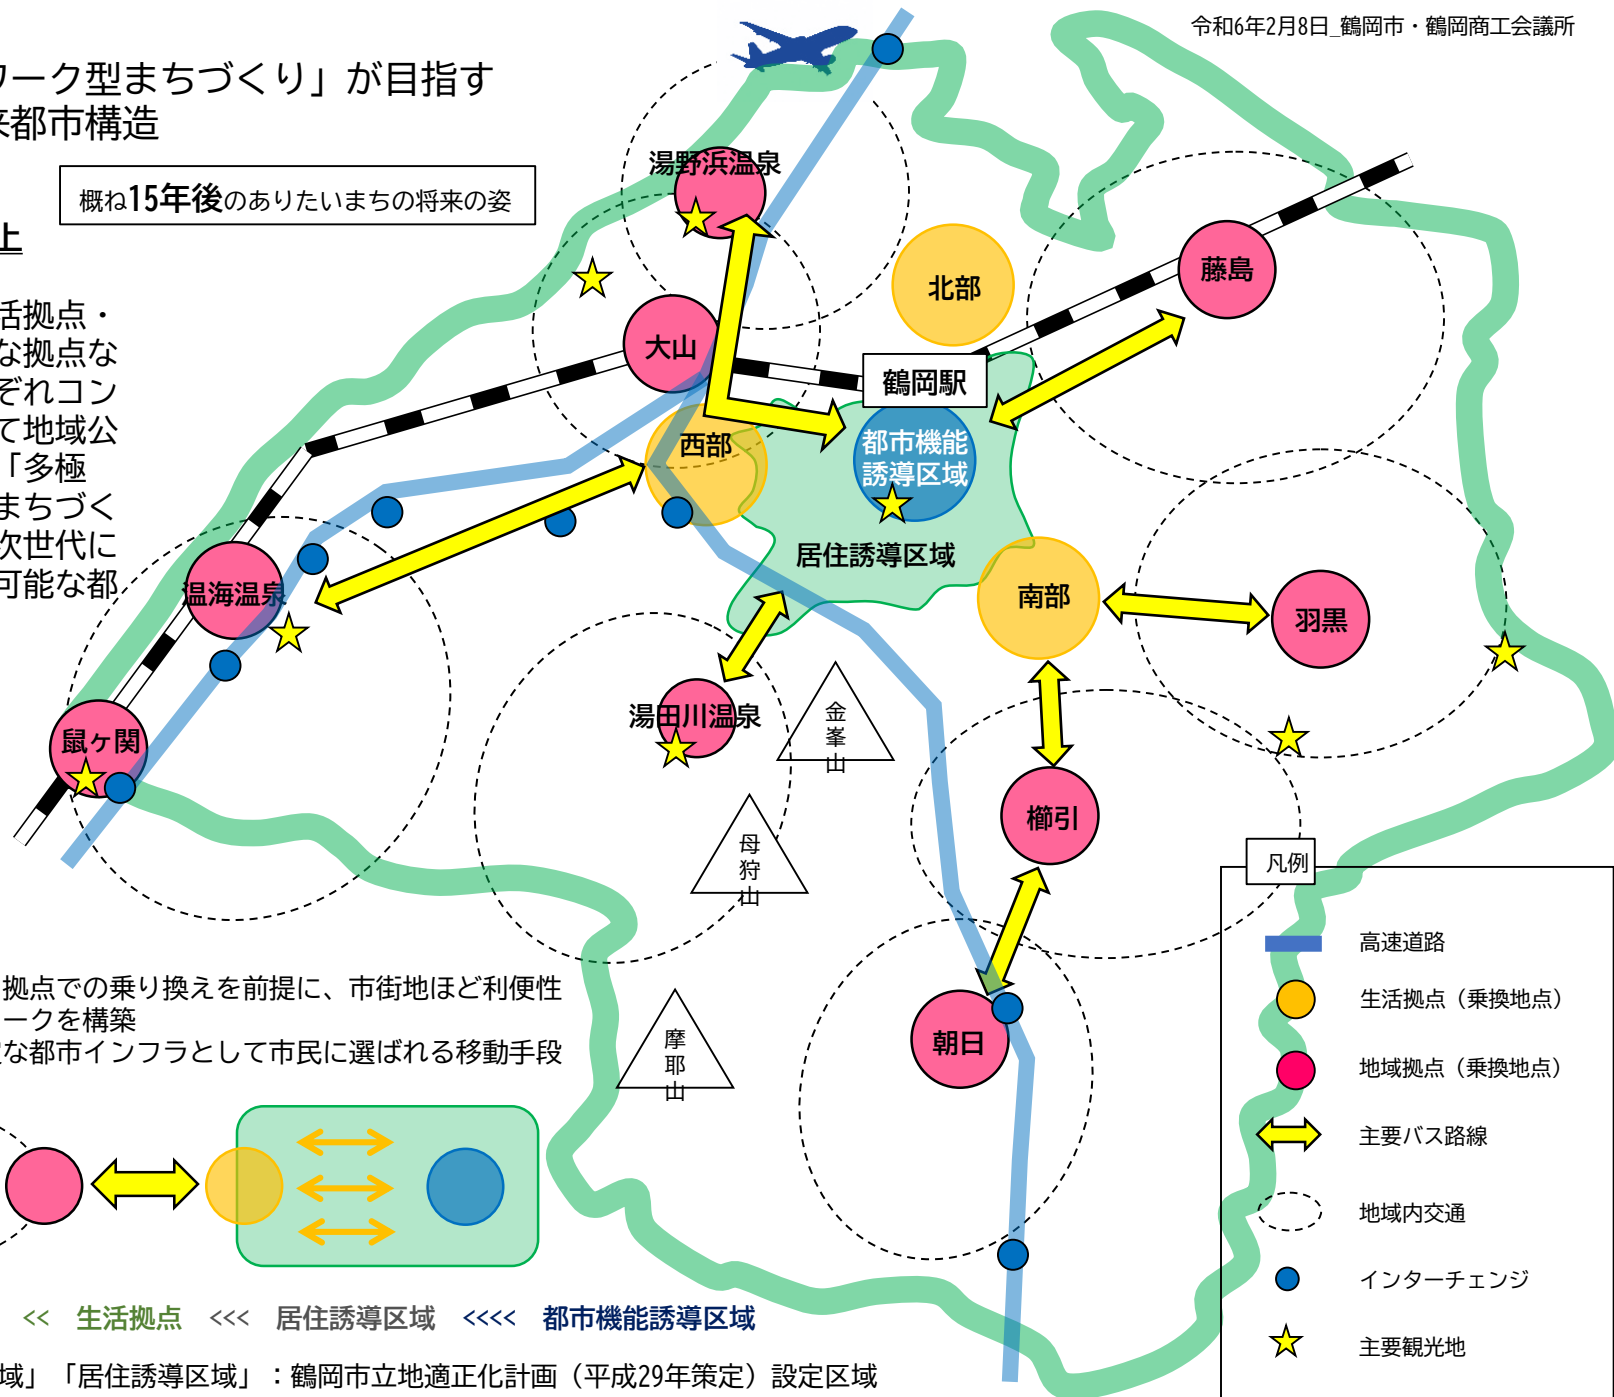 令和6年2月8日_鶴岡市・鶴岡商工会議所
ワーク型まちづくり」が目指す
来都市構造
概ね15年後のありたいまちの将来の姿
上
活拠点・
な拠点な
ぞれコン
て地域公
「多極
まちづく
次世代に
可能な都
湯野浜温泉
北部
藤島
大山
鶴岡駅
西部
都市機能
誘導区域
居住誘導区域
温海温泉
南部
羽黒
鼠ヶ関
湯田川温泉
金峯山
櫛引
母狩山
朝日
摩耶山
拠点での乗り換えを前提に、市街地ほど利便性
ークを構築
な都市インフラとして市民に選ばれる移動手段
<< 生活拠点 <<< 居住誘導区域 <<<< 都市機能誘導区域
域」「居住誘導区域」：鶴岡市立地適正化計画（平成29年策定）設定区域
凡例
高速道路
生活拠点（乗換地点）
地域拠点（乗換地点）
主要バス路線
地域内交通
インターチェンジ
主要観光地